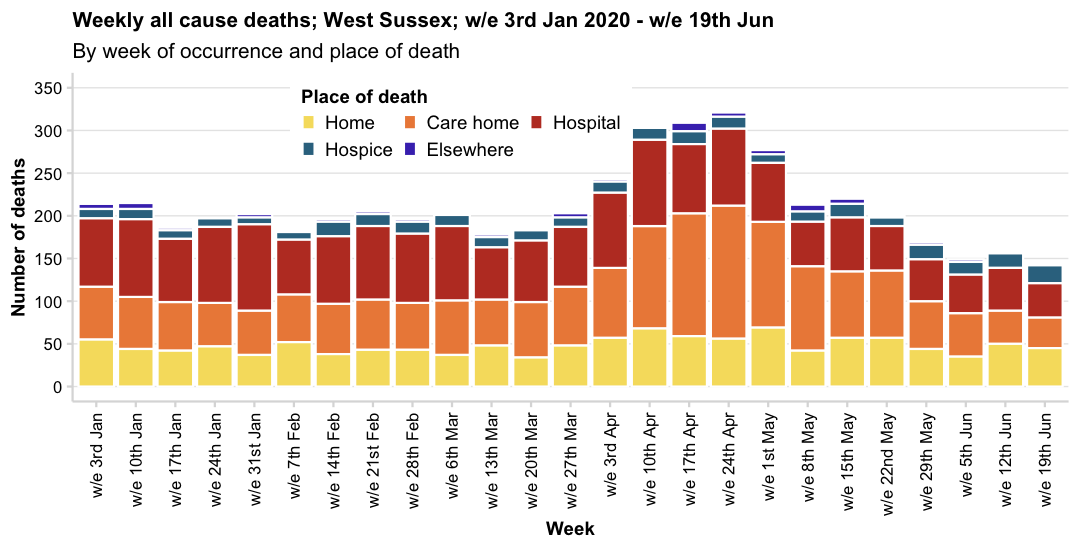 Weekly all cause deaths; West Sussex; w/e 3rd Jan 2020 - w/e 19th Jun
By week of occurrence and place of death
Number of deaths
350
300
250
200
150
100
50
0
Place of death
Home Care home Hospital
Hospice Elsewhere
w/e 3rd Jan
w/e 10th Jan
w/e 17th Jan
w/e 24th Jan
w/e 31st Jan
w/e 7th Feb
w/e 14th Feb
w/e 21st Feb
w/e 28th Feb
w/e 6th Mar
w/e 13th Mar
w/e 20th Mar
w/e 27th Mar
w/e 3rd Apr
w/e 10th Apr
w/e 17th Apr
w/e 24th Apr
w/e 1st May
w/e 8th May
w/e 15th May
w/e 22nd May
w/e 29th May
w/e 5th Jun
w/e 12th Jun
w/e 19th Jun
Week